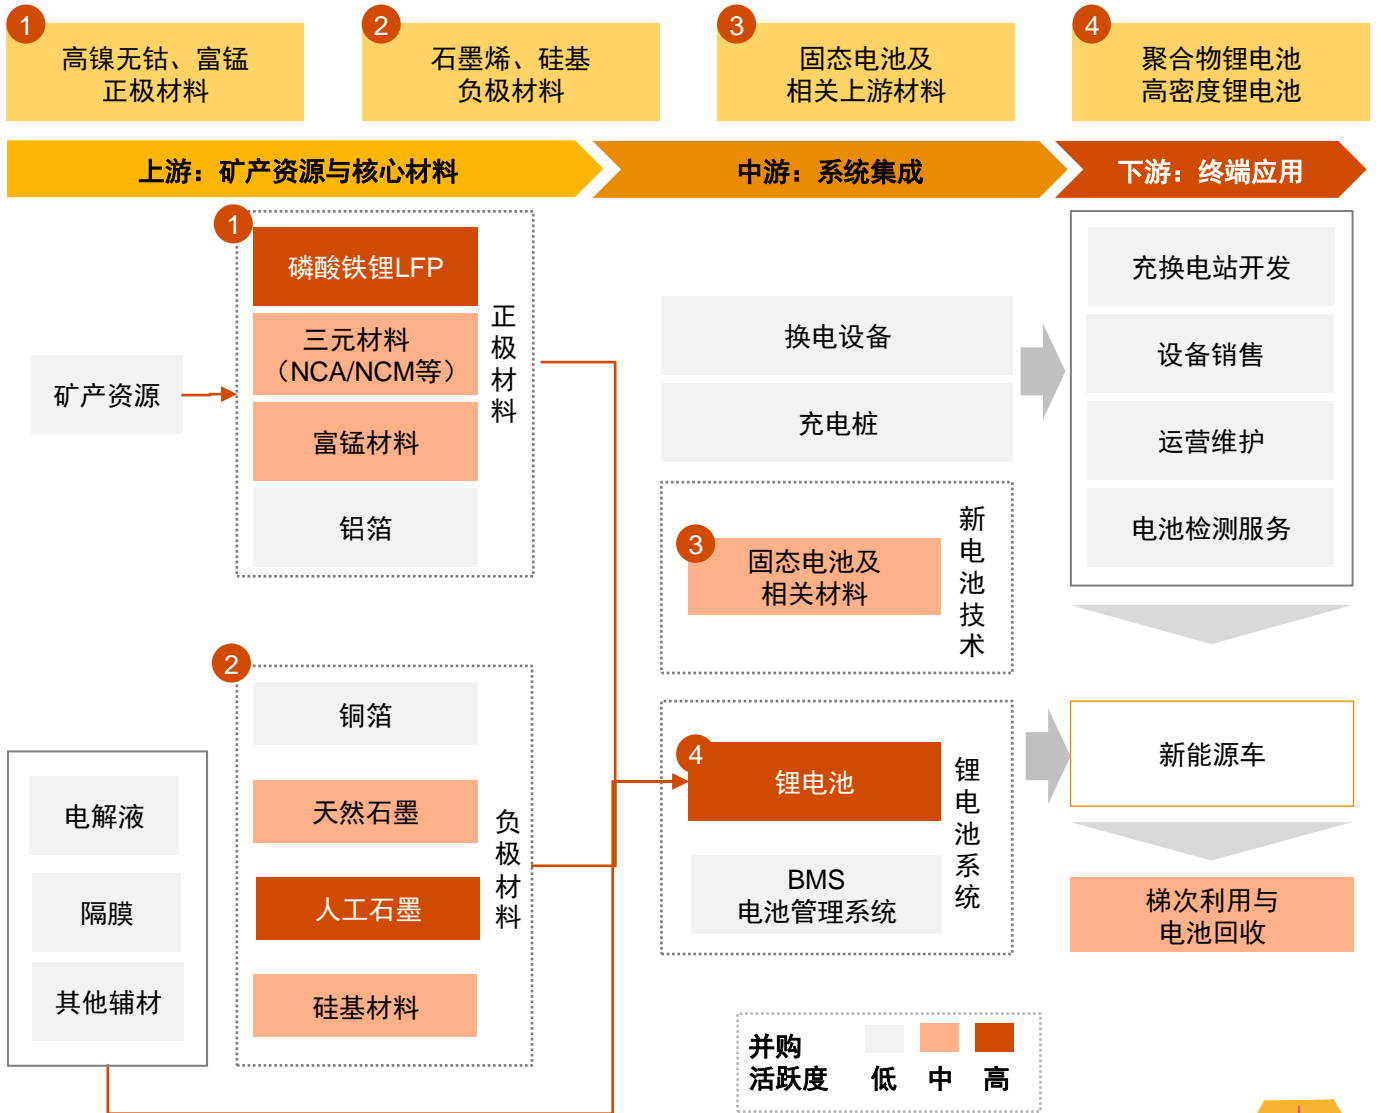 1
高镍无钴、富锰
正极材料
2
石墨烯、硅基
负极材料
3
固态电池及
相关上游材料
4
聚合物锂电池
高密度锂电池
上游：矿产资源与核心材料
中游：系统集成
下游：终端应用
矿产资源
1
磷酸铁锂LFP
三元材料
（NCA/NCM等）
富锰材料
铝箔
正极材料
2
铜箔
天然石墨
人工石墨
硅基材料
负极材料
电解液
隔膜
其他辅材
换电设备
充电桩
3
固态电池及
相关材料
新电池技术
4
锂电池
BMS
电池管理系统
锂电池系统
充换电站开发
设备销售
运营维护
电池检测服务
新能源车
梯次利用与
电池回收
并购
活跃度
低
中
高